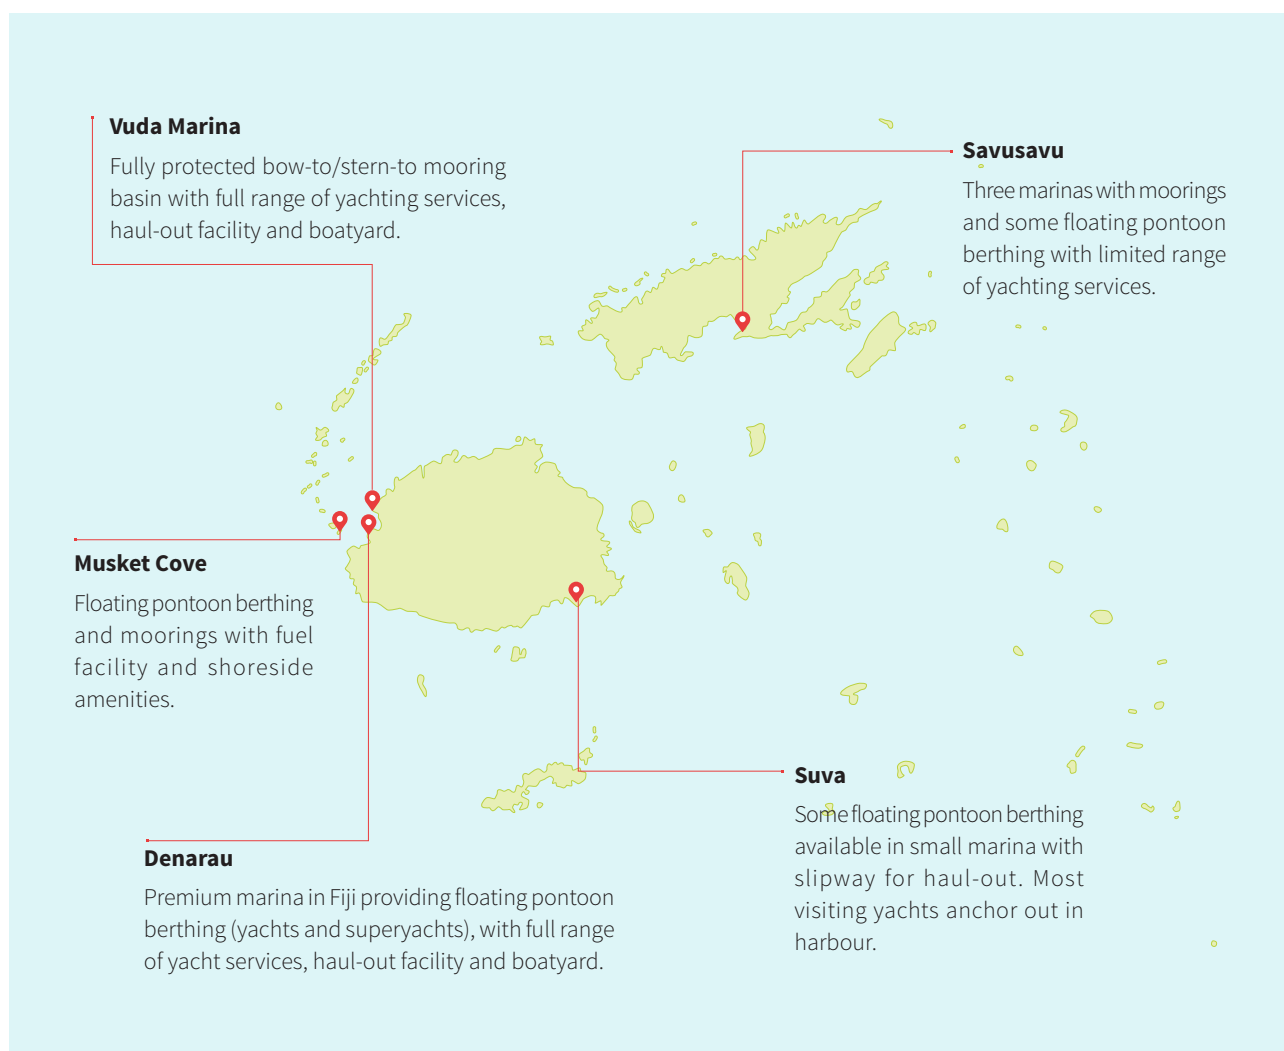 Vuda Marina
Fully protected bow-to/stern-to mooring
basin with full range of yachting services,
haul-out facility and boatyard.
Savusavu
Three marinas with moorings
and some floating pontoon
berthing with limited range
of yachting services.
Musket Cove
Floating pontoon berthing
and moorings with fuel
facility and shoreside
amenities.
Suva
Some floating pontoon berthing
available in small marina with
slipway for haul-out. Most
visiting yachts anchor out in
harbour.
Denarau
Premium marina in Fiji providing floating pontoon
berthing (yachts and superyachts), with full range
of yacht services, haul-out facility and boatyard.